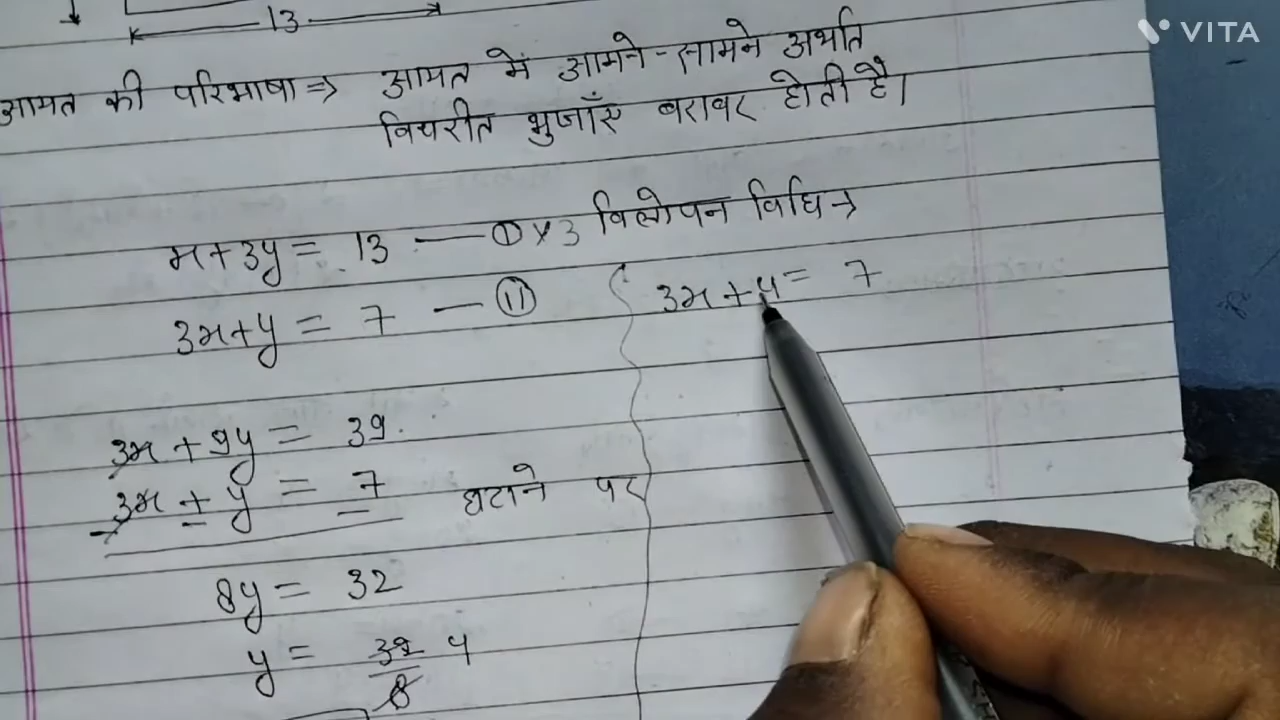 VITA
13
आयत की परिभाषा ⇒ आयत में आमने-सामने अर्थात
विपरीत भुजाएँ बराबर होती है।
x+3y = 13 — ① ×3 विलोपन विधि →
3x+y = 7 — ⑪
3x+y = 7
3x + 9y = 39.
3x + y = 7 घटाने पर
8y = 32
y = 32/8 4